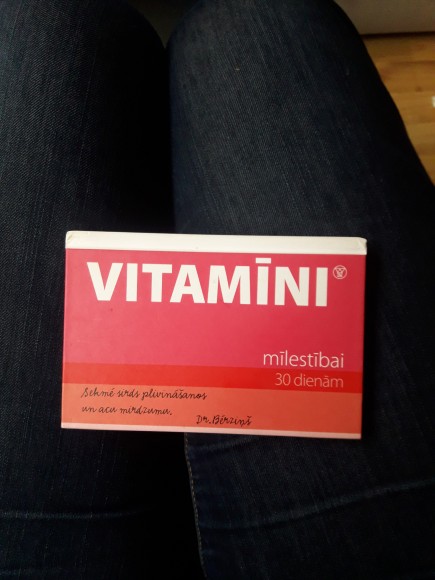 VITAMĪNI
mīlestībai
30 dienām
Sekmē sirds plivināšanos
un acu mirdzumu.
Dr. Bērziņš